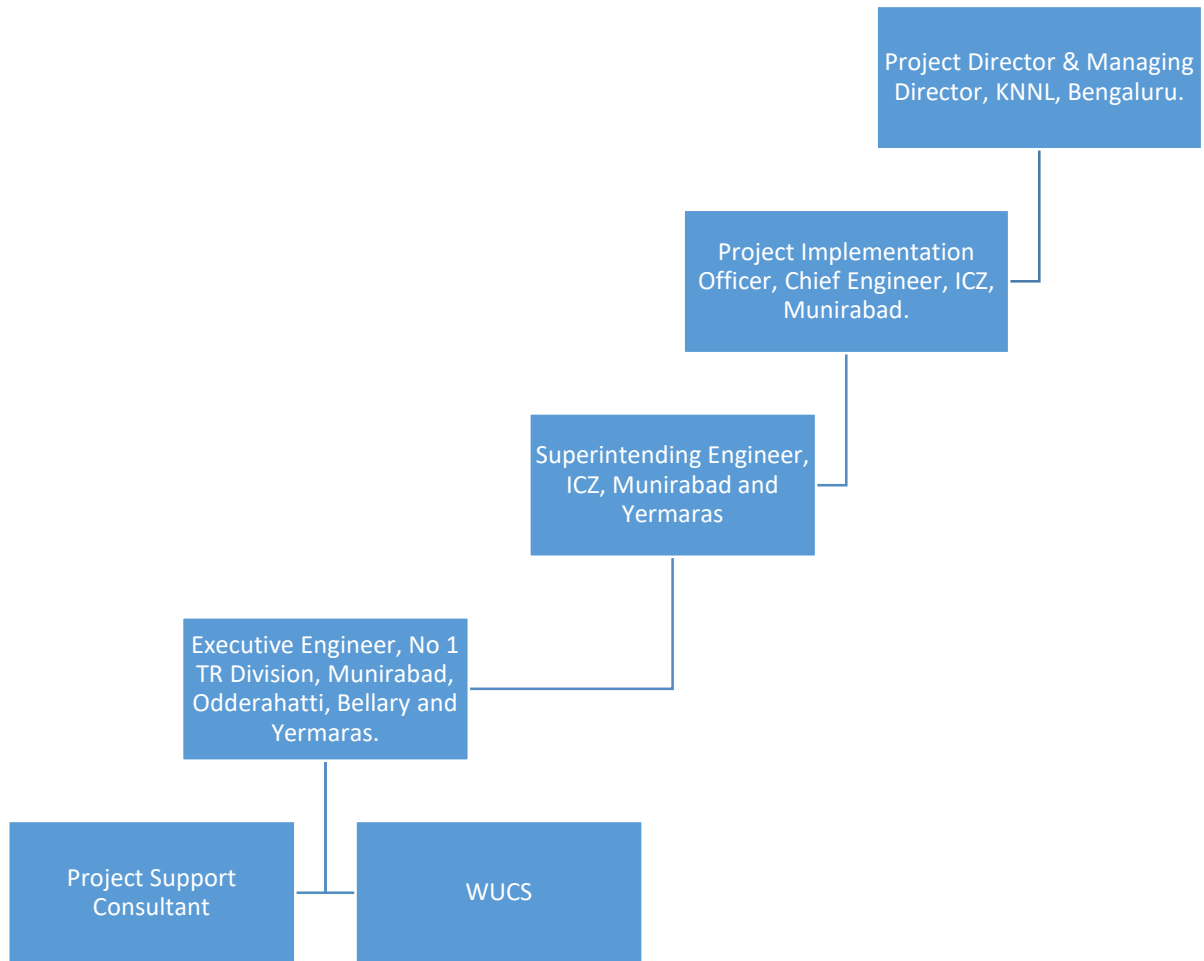 Project Director & Managing
Director, KNNL, Bengaluru.
Project Implementation
Officer, Chief Engineer, ICZ,
Munirabad.
Superintending Engineer,
ICZ, Munirabad and
Yermaras
Executive Engineer, No 1
TR Division, Munirabad,
Odderahatti, Bellary and
Yermaras.
Project Support
Consultant
WUCS